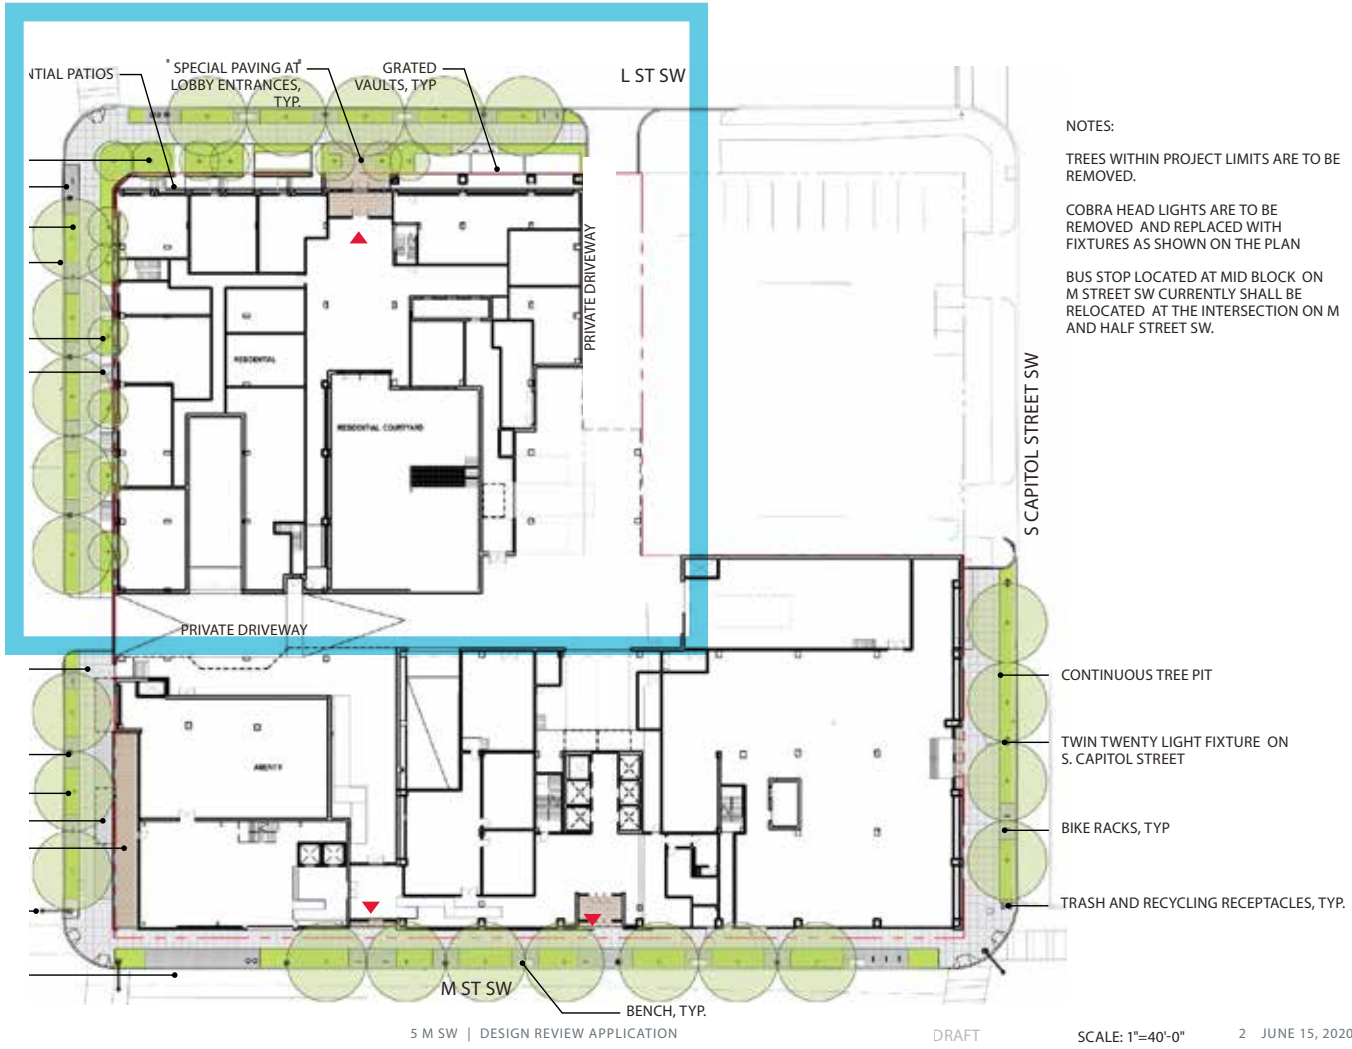 NTIAL PATIOS
SPECIAL PAVING AT
LOBBY ENTRANCES,
TYP.
GRATED
VAULTS, TYP
L ST SW
NOTES:
TREES WITHIN PROJECT LIMITS ARE TO BE
REMOVED.
COBRA HEAD LIGHTS ARE TO BE
REMOVED AND REPLACED WITH
FIXTURES AS SHOWN ON THE PLAN
BUS STOP LOCATED AT MID BLOCK ON
M STREET SW CURRENTLY SHALL BE
RELOCATED AT THE INTERSECTION ON M
AND HALF STREET SW.
PRIVATE DRIVEWAY
RESIDENTIAL
RESIDENTIAL COURTYARD
S CAPITOL STREET SW
PRIVATE DRIVEWAY
AMENITY
CONTINUOUS TREE PIT
TWIN TWENTY LIGHT FIXTURE ON
S. CAPITOL STREET
BIKE RACKS, TYP
TRASH AND RECYCLING RECEPTACLES, TYP.
M ST SW
BENCH, TYP.
5 M SW | DESIGN REVIEW APPLICATION
DRAFT
SCALE: 1"=40'-0"
2 JUNE 15, 2020